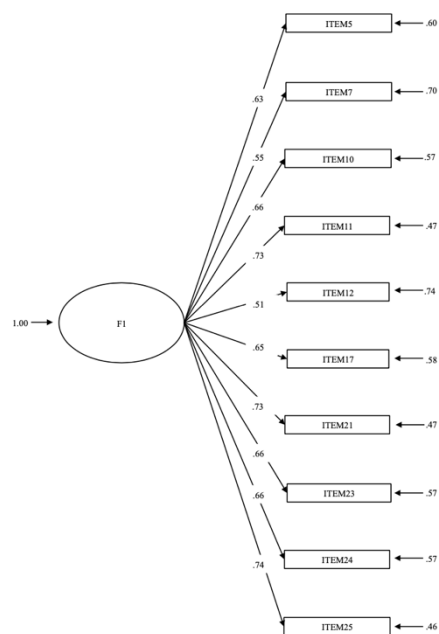 ITEM5
.60
.63
ITEM7
.70
.55
ITEM10
.57
.66
ITEM11
.47
.73
ITEM12
.74
.51
1.00
F1
ITEM17
.58
.65
ITEM21
.47
.73
ITEM23
.57
.66
ITEM24
.57
.66
ITEM25
.46
.74